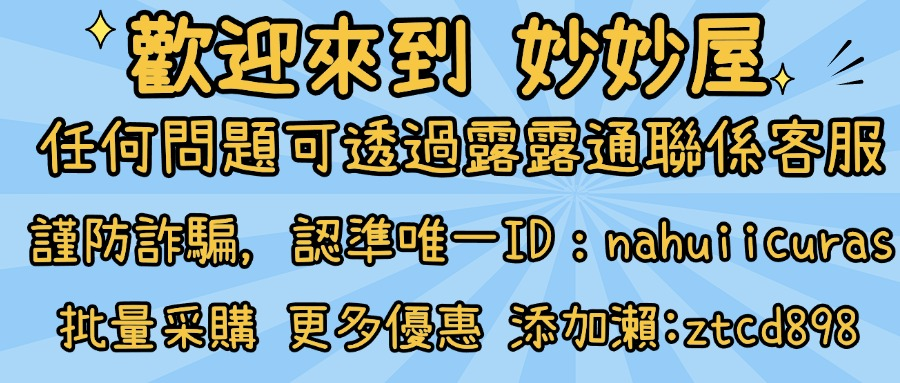 歡迎來到 妙妙屋
任何問題可透過露露通聯係客服
謹防詐騙, 認準唯一ID：nahuiicuras
批量采購 更多優惠 添加瀨:ztcd898